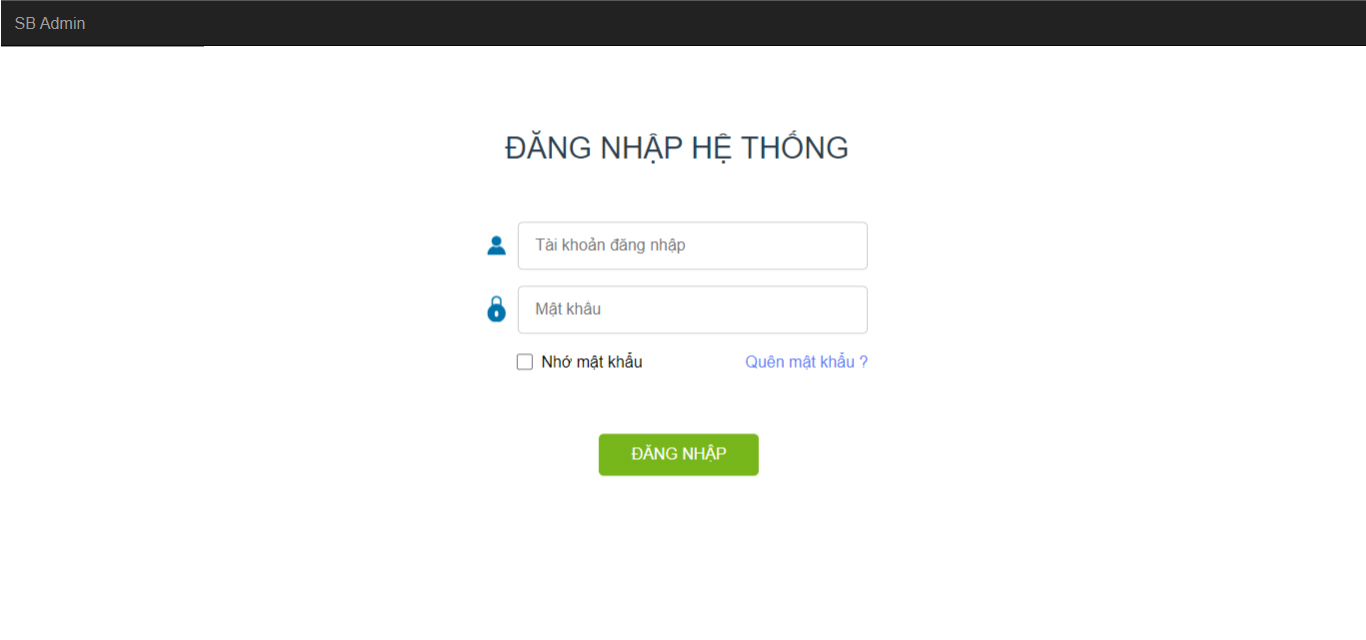 SB Admin
ĐĂNG NHẬP HỆ THỐNG
Tài khoản đăng nhập
Mật khâu
Nhớ mật khẩu
Quên mật khẩu ?
ĐĂNG NHẬP